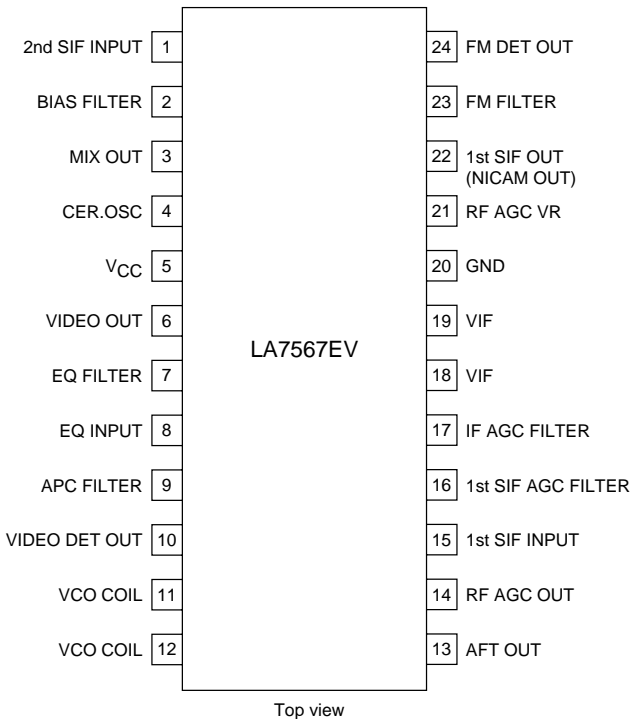 2nd SIF INPUT 1
BIAS FILTER 2
MIX OUT 3
CER.OSC 4
VCC 5
VIDEO OUT 6
EQ FILTER 7
EQ INPUT 8
APC FILTER 9
VIDEO DET OUT 10
VCO COIL 11
VCO COIL 12
LA7567EV
24 FM DET OUT
23 FM FILTER
22 1st SIF OUT
(NICAM OUT)
21 RF AGC VR
20 GND
19 VIF
18 VIF
17 IF AGC FILTER
16 1st SIF AGC FILTER
15 1st SIF INPUT
14 RF AGC OUT
13 AFT OUT
Top view